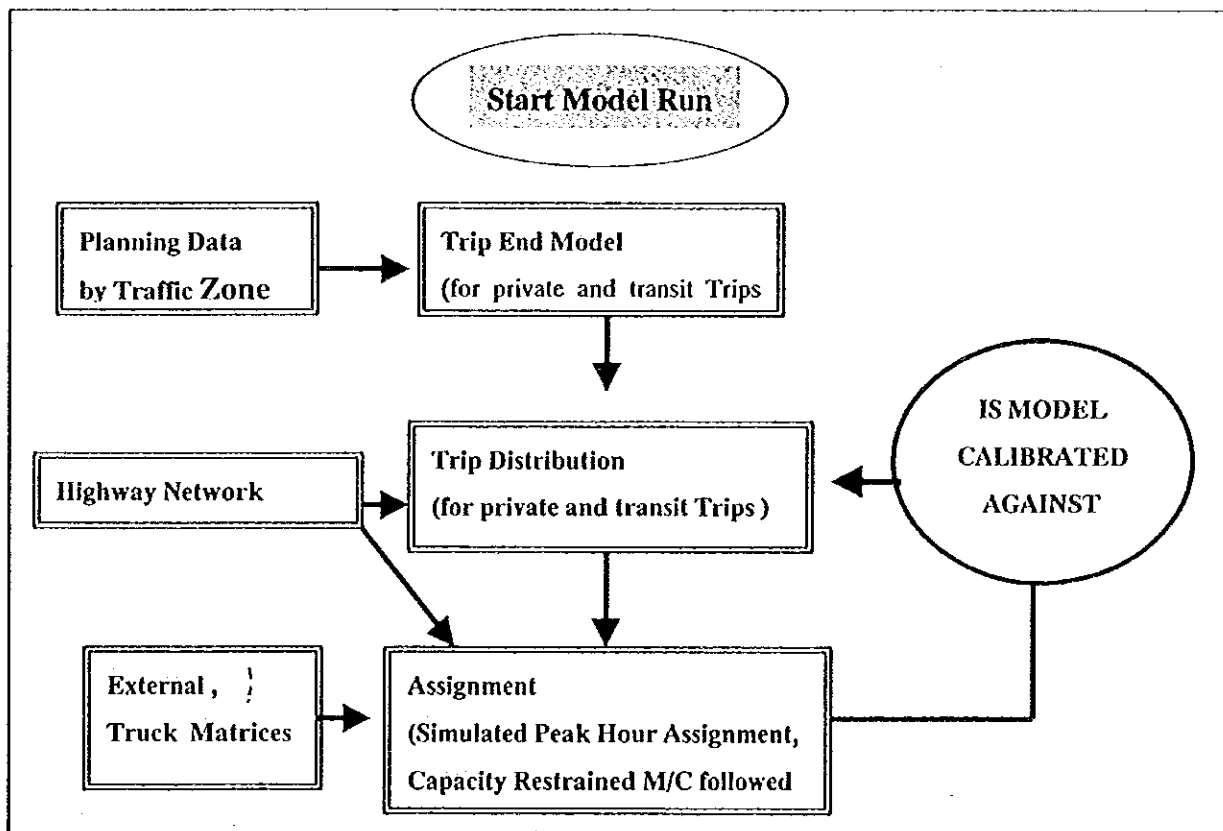 Start Model Run
Planning Data
by Traffic Zone
Trip End Model
(for private and transit Trips
Highway Network
Trip Distribution
(for private and transit Trips )
IS MODEL
CALIBRATED
AGAINST
External ,
Truck Matrices
Assignment
(Simulated Peak Hour Assignment,
Capacity Restrained M/C followed